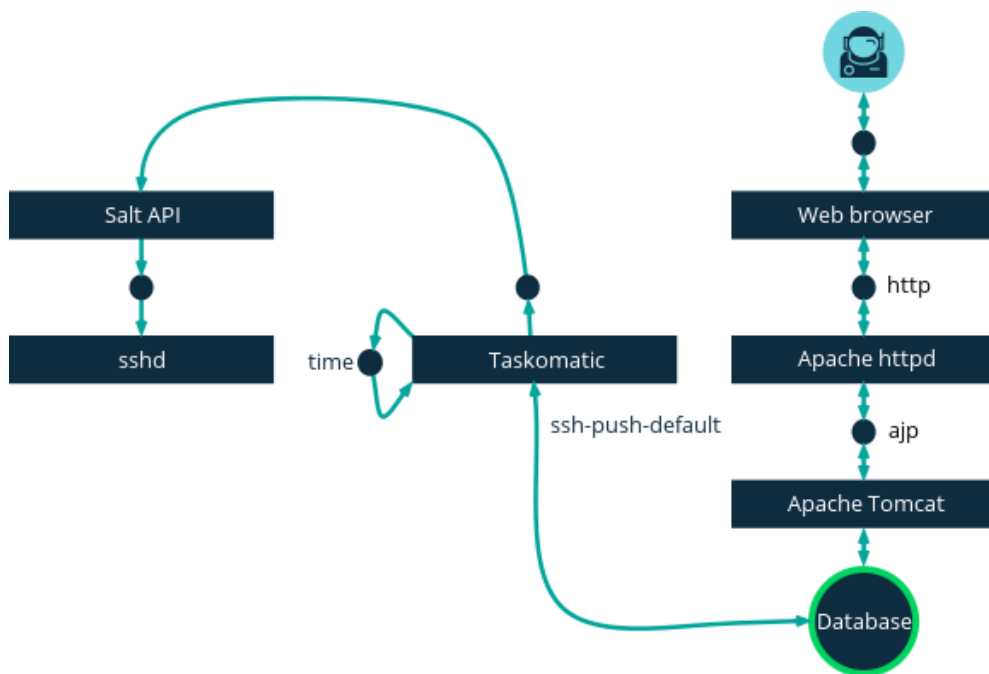 Salt API
Web browser
http
sshd
time
Taskomatic
Apache httpd
ssh-push-default
ajp
Apache Tomcat
Database